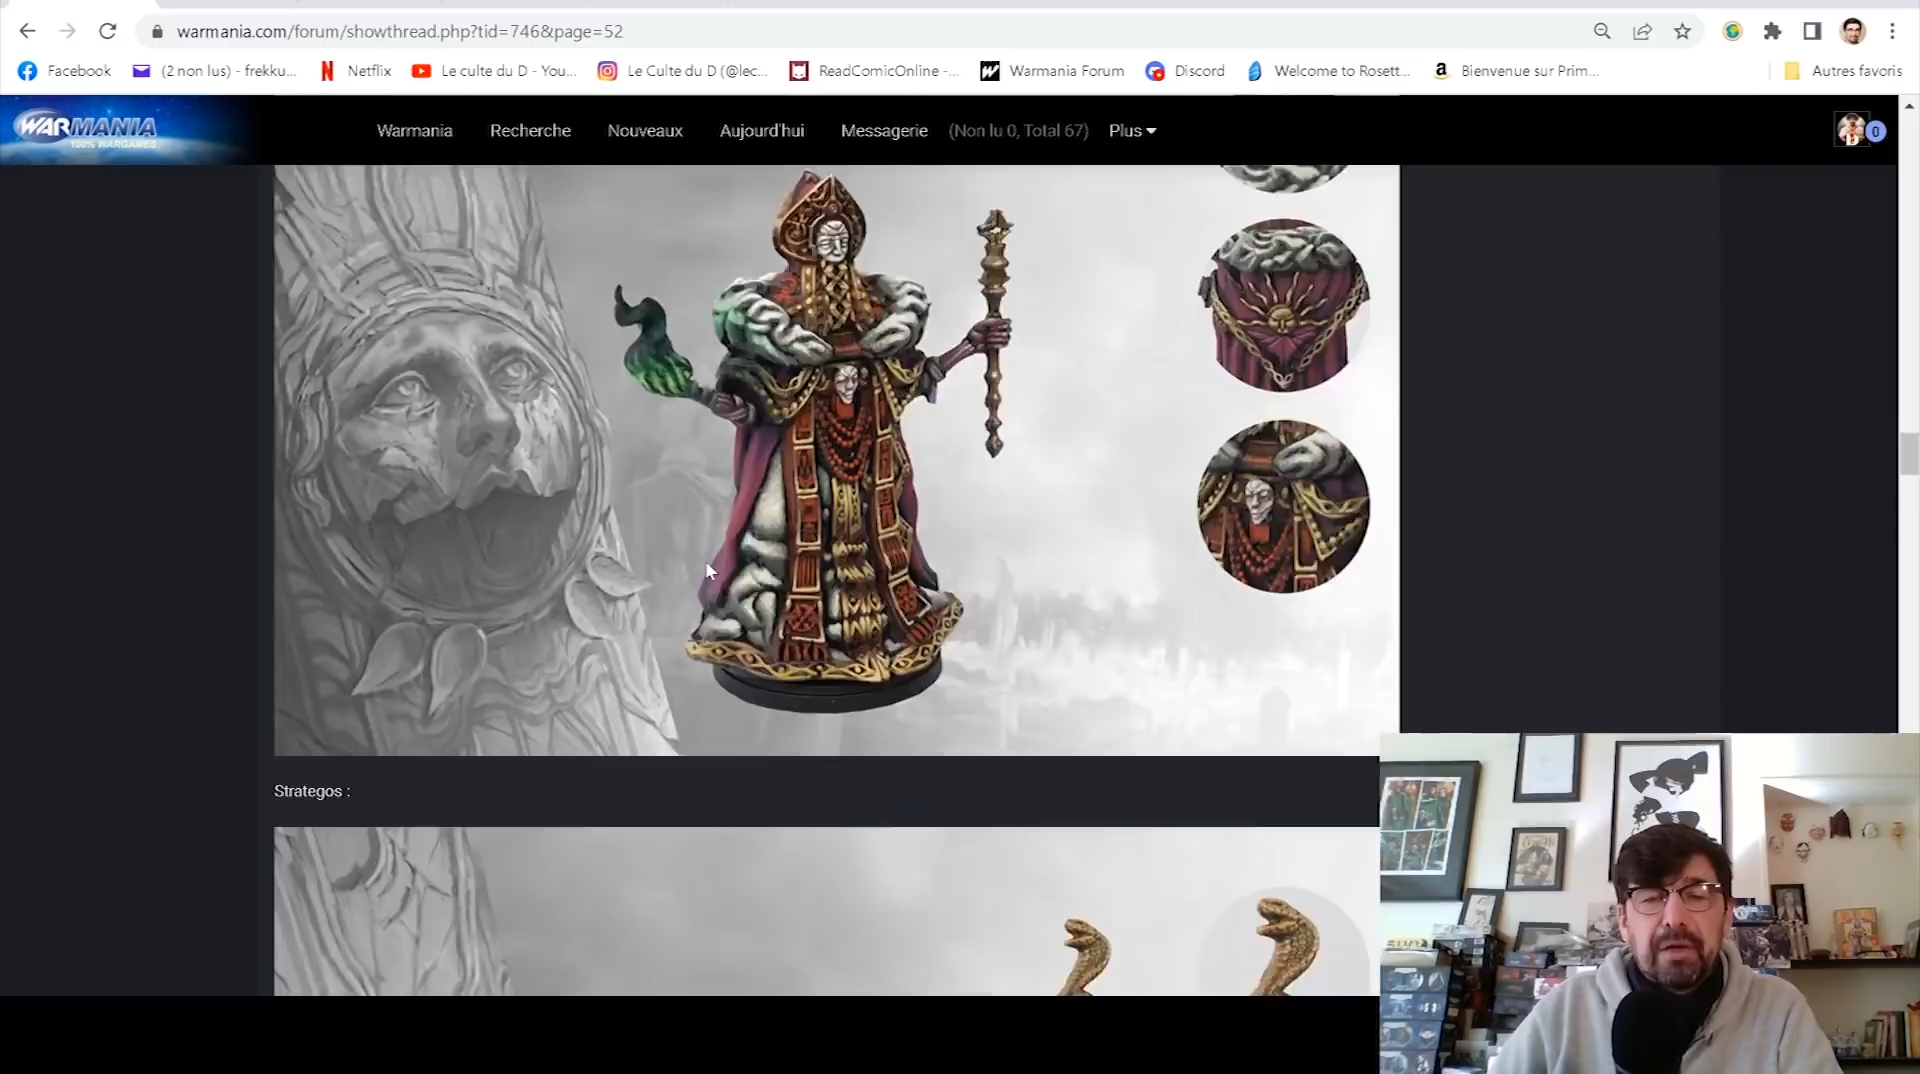 warmania.com/forum/showthread.php?tid=746&page=52
Facebook
(2 non lus) - frekku...
Netflix
Le culte du D - You...
Le Culte du D (@lec...
ReadComicOnline -...
Warmania Forum
Discord
Welcome to Rosett...
Bienvenue sur Prim...
Autres favoris
WARMANIA
100% WARGAMES
Warmania
Recherche
Nouveaux
Aujourd'hui
Messagerie
(Non lu 0, Total 67)
Plus
0
Strategos :